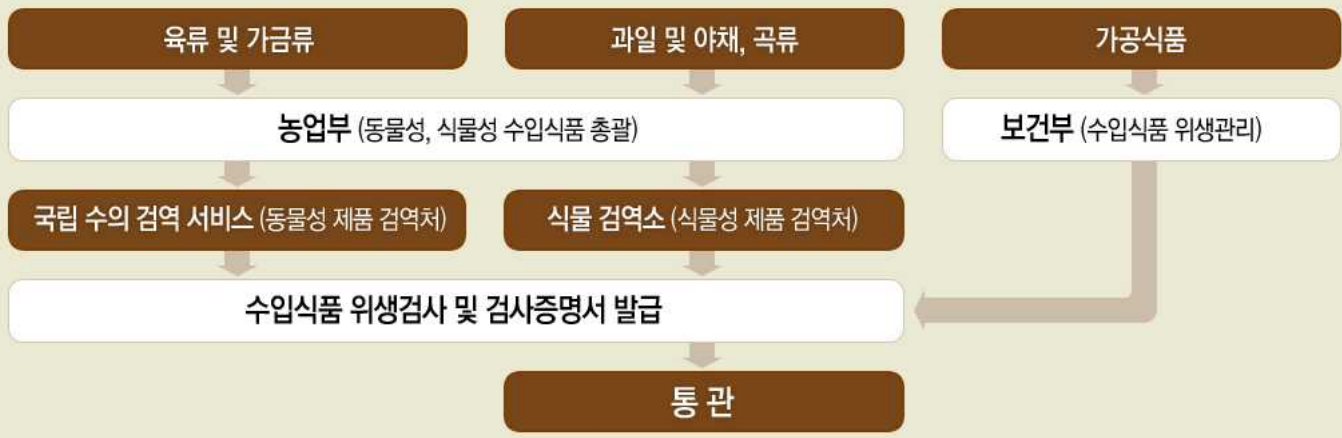 육류 및 가금류
과일 및 야채, 곡류
가공식품
농업부 (동물성, 식물성 수입식품 총괄)
보건부 (수입식품 위생관리)
국립 수의 검역 서비스 (동물성 제품 검역처)
식물 검역소 (식물성 제품 검역처)
수입식품 위생검사 및 검사증명서 발급
통 관